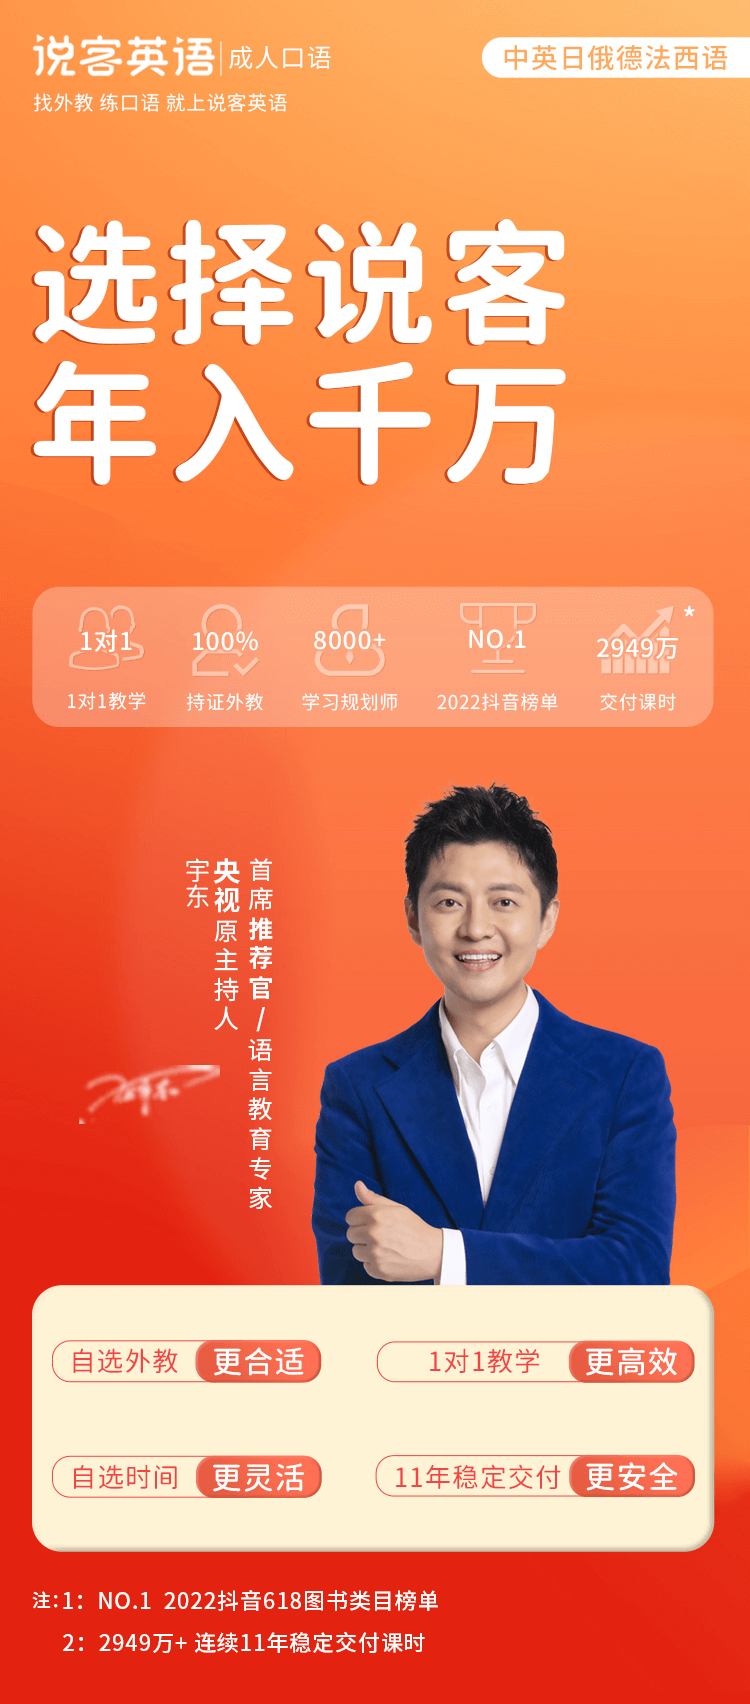 说客英语 成人口语
中英日俄德法西语
找外教 练口语 就上说客英语
选择说客
年入千万
1对1
100%
8000+
NO.1
2949万
*
1对1教学
持证外教
学习规划师
2022抖音榜单
交付课时
首席推荐官/语言教育专家
央视原主持人
宇东
自选外教 更合适
1对1教学 更高效
自选时间 更灵活
11年稳定交付 更安全
注:1：NO.1 2022抖音618图书类目榜单
2：2949万+ 连续11年稳定交付课时